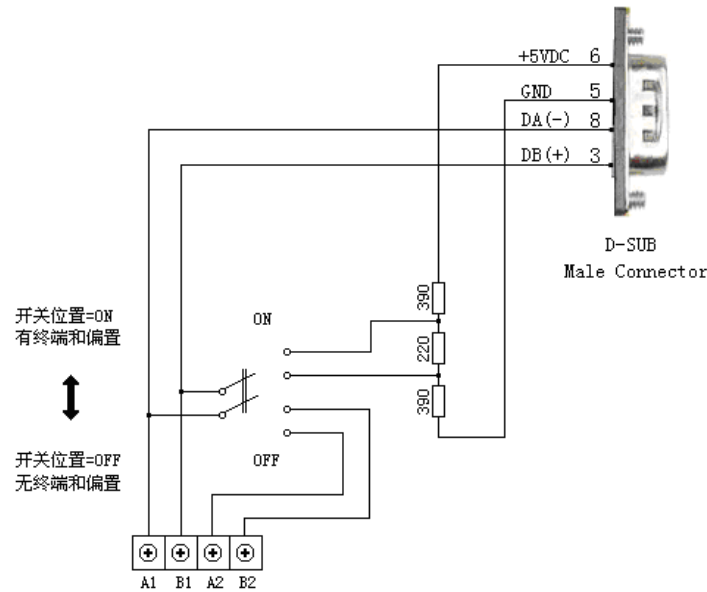 +5VDC 6
GND 5
DA(-) 8
DB(+) 3
D-SUB
Male Connector
390
220
390
开关位置=ON
有终端和偏置
ON
开关位置=OFF
无终端和偏置
OFF
A1 B1 A2 B2